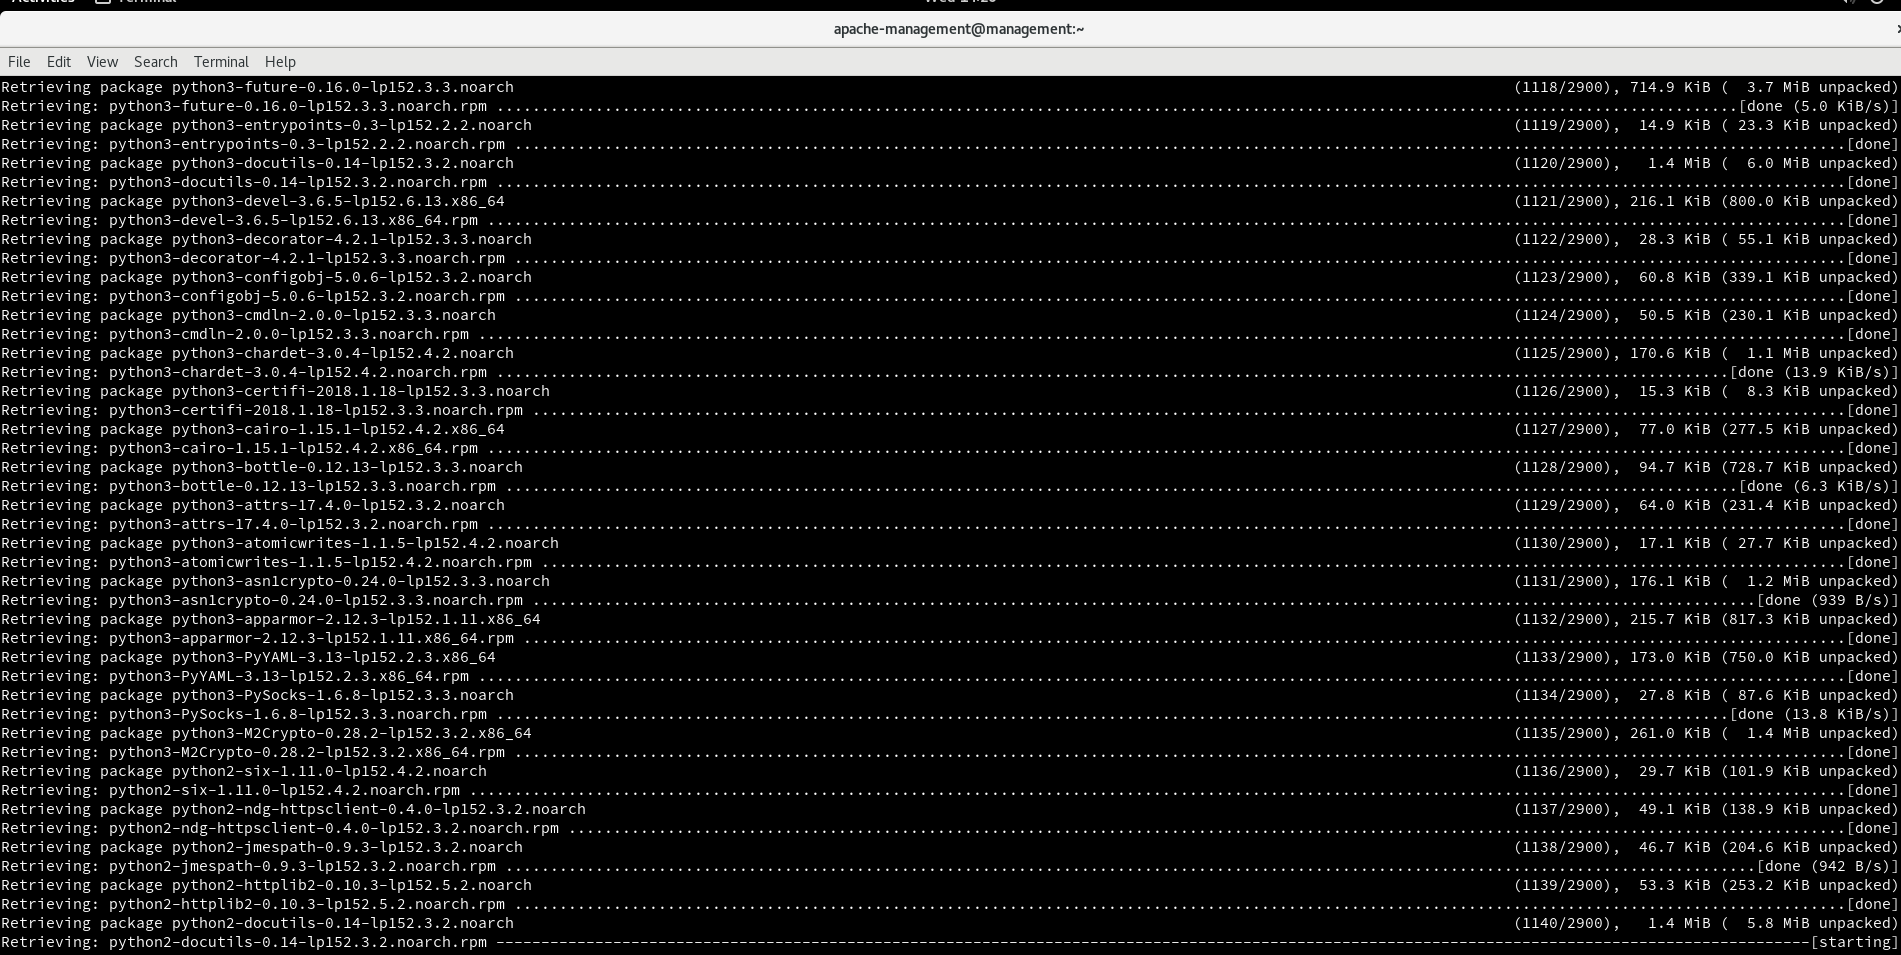 Activities Terminal Wed 14:26
apache-management@management:~
File Edit View Search Terminal Help
Retrieving package python3-future-0.16.0-lp152.3.3.noarch (1118/2900), 714.9 KiB (  3.7 MiB unpacked)
Retrieving: python3-future-0.16.0-lp152.3.3.noarch.rpm ...[done (5.0 KiB/s)]
Retrieving package python3-entrypoints-0.3-lp152.2.2.noarch (1119/2900),  14.9 KiB ( 23.3 KiB unpacked)
Retrieving: python3-entrypoints-0.3-lp152.2.2.noarch.rpm ...[done]
Retrieving package python3-docutils-0.14-lp152.3.2.noarch (1120/2900),   1.4 MiB (  6.0 MiB unpacked)
Retrieving: python3-docutils-0.14-lp152.3.2.noarch.rpm ...[done]
Retrieving package python3-devel-3.6.5-lp152.6.13.x86_64 (1121/2900), 216.1 KiB (800.0 KiB unpacked)
Retrieving: python3-devel-3.6.5-lp152.6.13.x86_64.rpm ...[done]
Retrieving package python3-decorator-4.2.1-lp152.3.3.noarch (1122/2900),  28.3 KiB ( 55.1 KiB unpacked)
Retrieving: python3-decorator-4.2.1-lp152.3.3.noarch.rpm ...[done]
Retrieving package python3-configobj-5.0.6-lp152.3.2.noarch (1123/2900),  60.8 KiB (339.1 KiB unpacked)
Retrieving: python3-configobj-5.0.6-lp152.3.2.noarch.rpm ...[done]
Retrieving package python3-cmdln-2.0.0-lp152.3.3.noarch (1124/2900),  50.5 KiB (230.1 KiB unpacked)
Retrieving: python3-cmdln-2.0.0-lp152.3.3.noarch.rpm ...[done]
Retrieving package python3-chardet-3.0.4-lp152.4.2.noarch (1125/2900), 170.6 KiB (  1.1 MiB unpacked)
Retrieving: python3-chardet-3.0.4-lp152.4.2.noarch.rpm ...[done (13.9 KiB/s)]
Retrieving package python3-certifi-2018.1.18-lp152.3.3.noarch (1126/2900),  15.3 KiB (  8.3 KiB unpacked)
Retrieving: python3-certifi-2018.1.18-lp152.3.3.noarch.rpm ...[done]
Retrieving package python3-cairo-1.15.1-lp152.4.2.x86_64 (1127/2900),  77.0 KiB (277.5 KiB unpacked)
Retrieving: python3-cairo-1.15.1-lp152.4.2.x86_64.rpm ...[done]
Retrieving package python3-bottle-0.12.13-lp152.3.3.noarch (1128/2900),  94.7 KiB (728.7 KiB unpacked)
Retrieving: python3-bottle-0.12.13-lp152.3.3.noarch.rpm ...[done (6.3 KiB/s)]
Retrieving package python3-attrs-17.4.0-lp152.3.2.noarch (1129/2900),  64.0 KiB (231.4 KiB unpacked)
Retrieving: python3-attrs-17.4.0-lp152.3.2.noarch.rpm ...[done]
Retrieving package python3-atomicwrites-1.1.5-lp152.4.2.noarch (1130/2900),  17.1 KiB ( 27.7 KiB unpacked)
Retrieving: python3-atomicwrites-1.1.5-lp152.4.2.noarch.rpm ...[done]
Retrieving package python3-asn1crypto-0.24.0-lp152.3.3.noarch (1131/2900), 176.1 KiB (  1.2 MiB unpacked)
Retrieving: python3-asn1crypto-0.24.0-lp152.3.3.noarch.rpm ...[done (939 B/s)]
Retrieving package python3-apparmor-2.12.3-lp152.1.11.x86_64 (1132/2900), 215.7 KiB (817.3 KiB unpacked)
Retrieving: python3-apparmor-2.12.3-lp152.1.11.x86_64.rpm ...[done]
Retrieving package python3-PyYAML-3.13-lp152.2.3.x86_64 (1133/2900), 173.0 KiB (750.0 KiB unpacked)
Retrieving: python3-PyYAML-3.13-lp152.2.3.x86_64.rpm ...[done]
Retrieving package python3-PySocks-1.6.8-lp152.3.3.noarch (1134/2900),  27.8 KiB ( 87.6 KiB unpacked)
Retrieving: python3-PySocks-1.6.8-lp152.3.3.noarch.rpm ...[done (13.8 KiB/s)]
Retrieving package python3-M2Crypto-0.28.2-lp152.3.2.x86_64 (1135/2900), 261.0 KiB (  1.4 MiB unpacked)
Retrieving: python3-M2Crypto-0.28.2-lp152.3.2.x86_64.rpm ...[done]
Retrieving package python2-six-1.11.0-lp152.4.2.noarch (1136/2900),  29.7 KiB (101.9 KiB unpacked)
Retrieving: python2-six-1.11.0-lp152.4.2.noarch.rpm ...[done]
Retrieving package python2-ndg-httpsclient-0.4.0-lp152.3.2.noarch (1137/2900),  49.1 KiB (138.9 KiB unpacked)
Retrieving: python2-ndg-httpsclient-0.4.0-lp152.3.2.noarch.rpm ...[done]
Retrieving package python2-jmespath-0.9.3-lp152.3.2.noarch (1138/2900),  46.7 KiB (204.6 KiB unpacked)
Retrieving: python2-jmespath-0.9.3-lp152.3.2.noarch.rpm ...[done (942 B/s)]
Retrieving package python2-httplib2-0.10.3-lp152.5.2.noarch (1139/2900),  53.3 KiB (253.2 KiB unpacked)
Retrieving: python2-httplib2-0.10.3-lp152.5.2.noarch.rpm ...[done]
Retrieving package python2-docutils-0.14-lp152.3.2.noarch (1140/2900),   1.4 MiB (  5.8 MiB unpacked)
Retrieving: python2-docutils-0.14-lp152.3.2.noarch.rpm ---[starting]